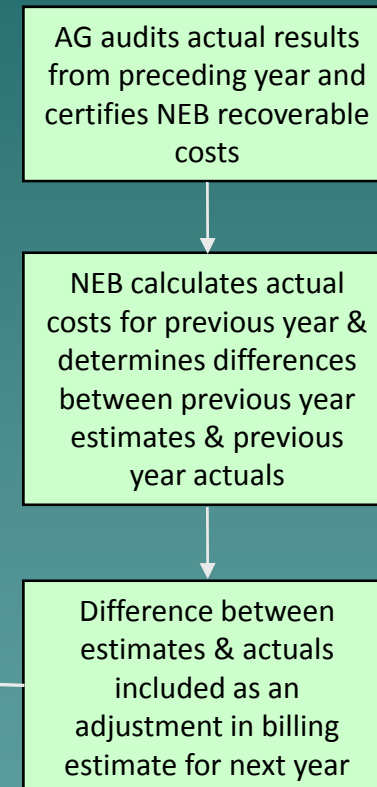 AG audits actual results
from preceding year and
certifies NEB recoverable
costs
NEB calculates actual
costs for previous year &
determines differences
between previous year
estimates & previous
year actuals
Difference between
estimates & actuals
included as an
adjustment in billing
estimate for next year